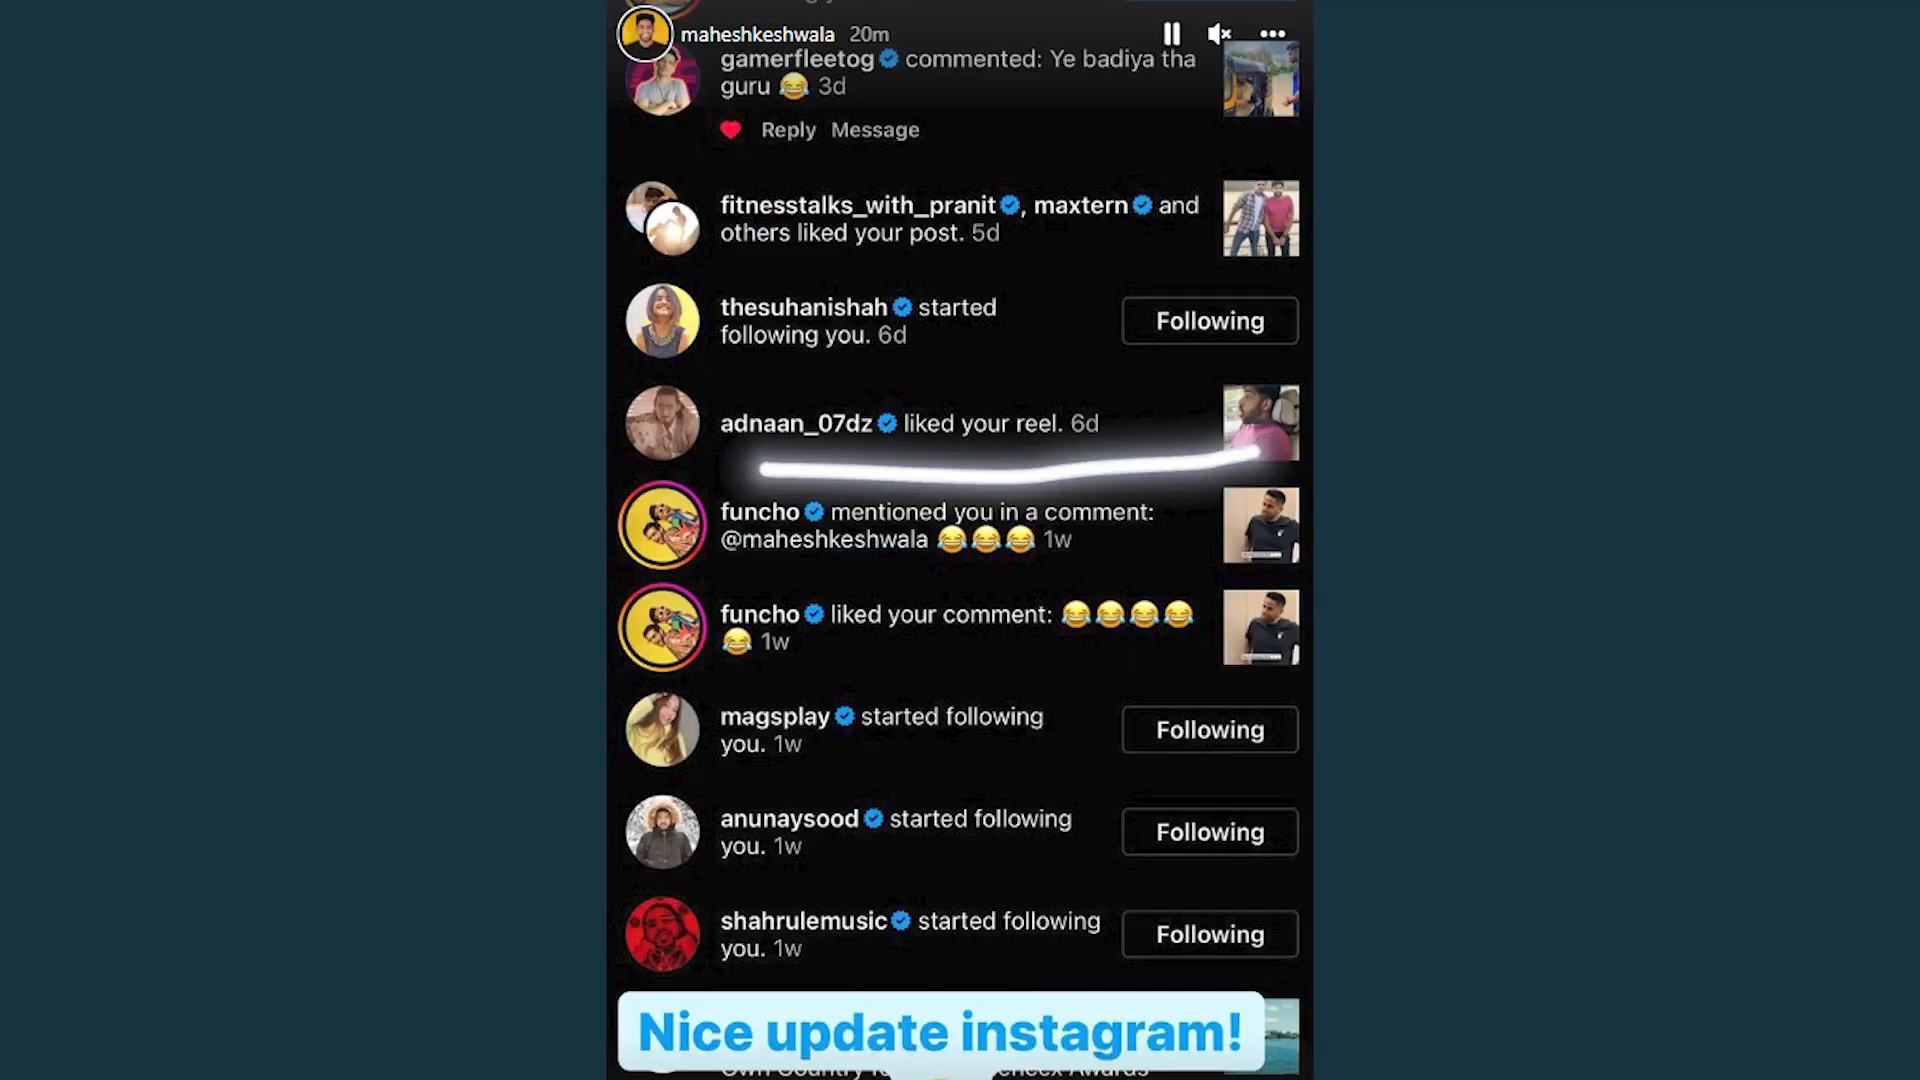 maheshkeshwala 20m
gamerfleetog commented: Ye badiya tha
guru 😂 3d
Reply Message
fitnesstalks_with_pranit, maxtern and
others liked your post. 5d
thesuhanishah started
following you. 6d
Following
adnaan_07dz liked your reel. 6d
funcho mentioned you in a comment:
@maheshkeshwala 😂😂😂 1w
funcho liked your comment: 😂😂😂😂
😂 1w
magsplay started following
you. 1w
Following
anunaysood started following
you. 1w
Following
shahrulemusic started following
you. 1w
Following
Nice update instagram!
Own Country Awards